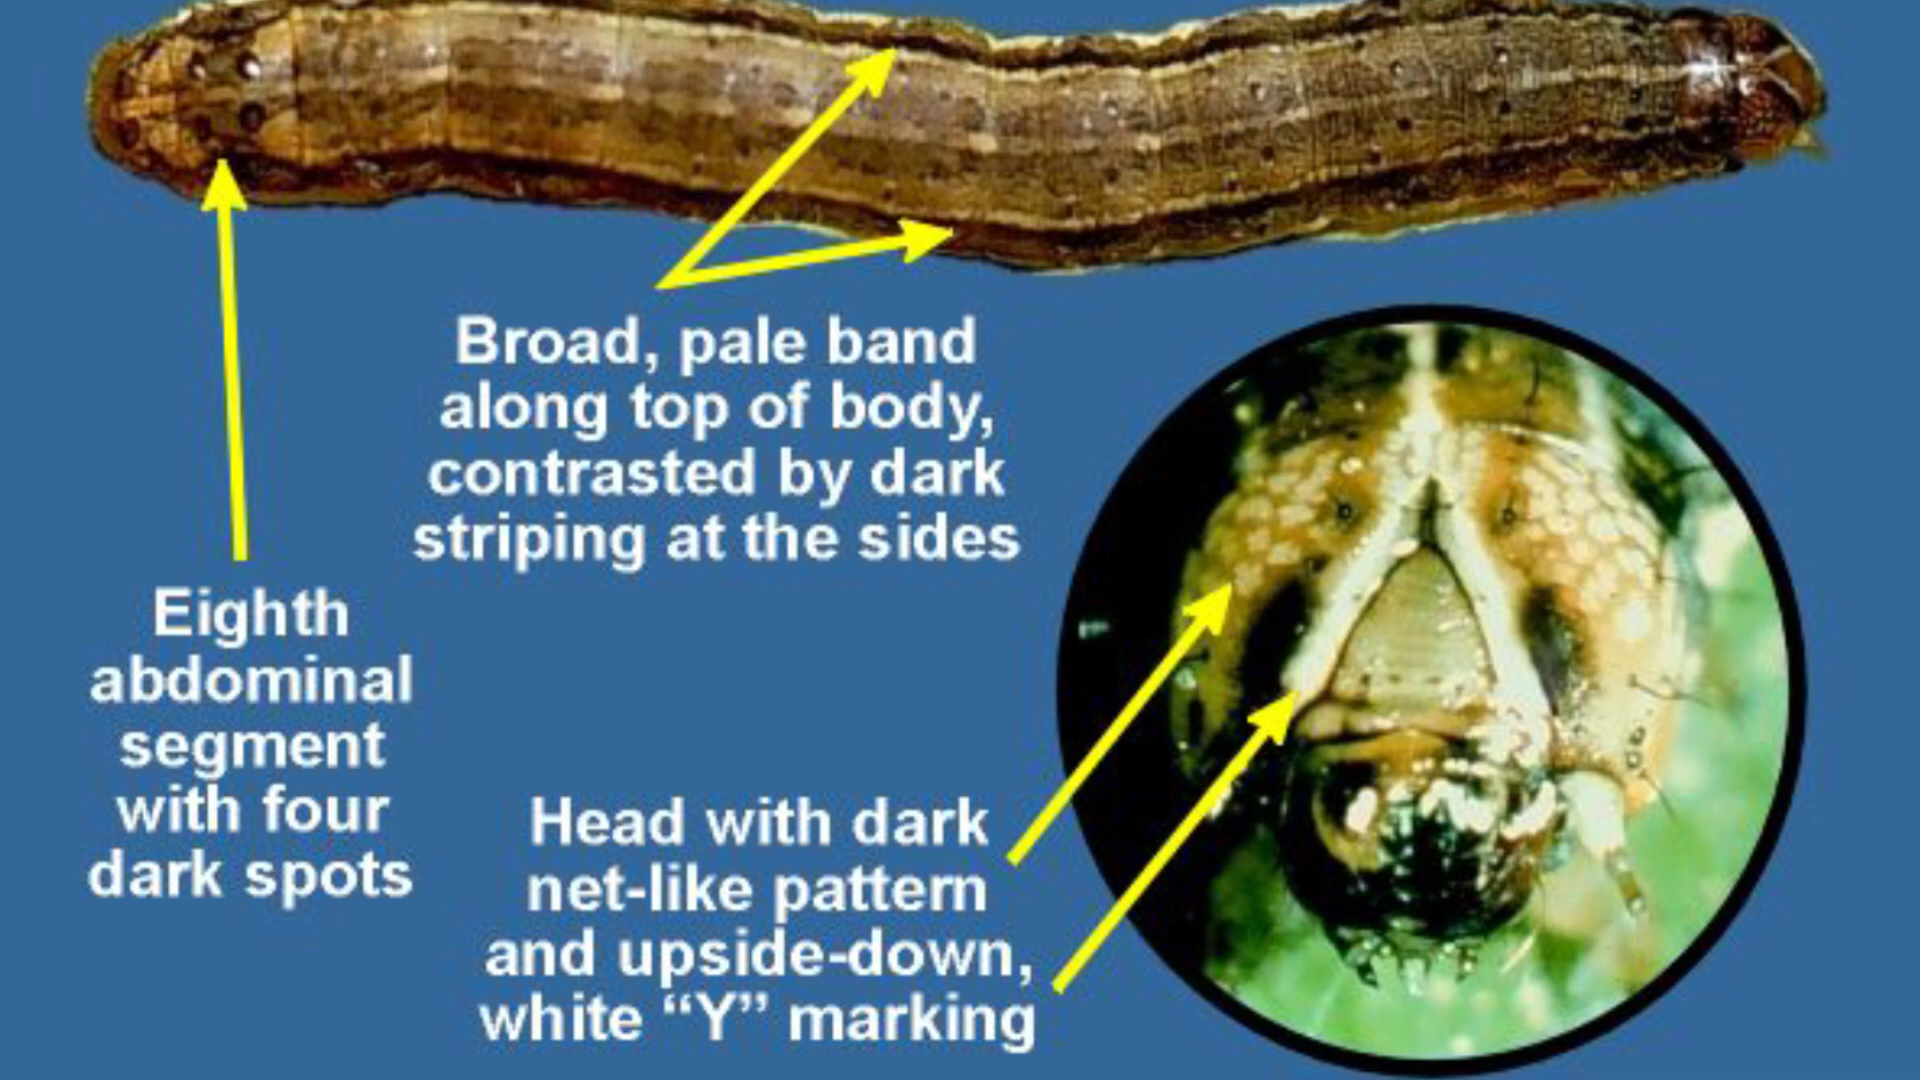 Broad, pale band
along top of body,
contrasted by dark
striping at the sides
Eighth
abdominal
segment
with four
dark spots
Head with dark
net-like pattern
and upside-down,
white “Y” marking